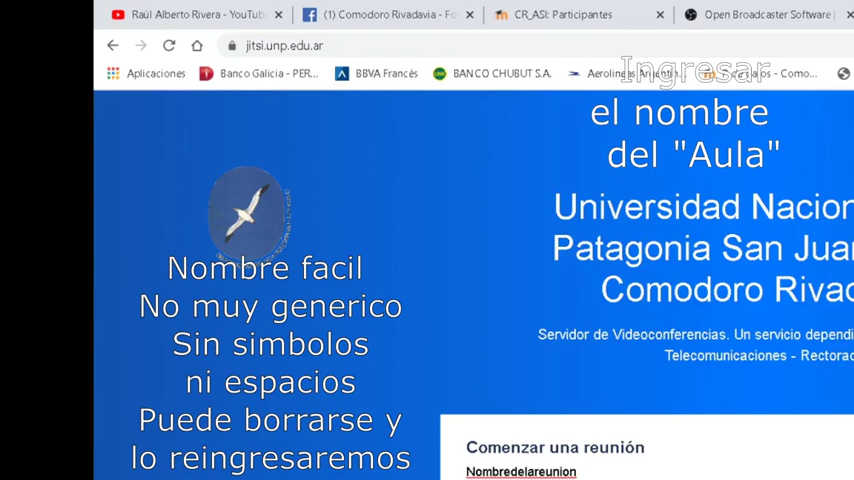 Raúl Alberto Rivera - YouTub
(1) Comodoro Rivadavia - Fo
CR_ASI: Participantes
Open Broadcaster Software |
jitsi.unp.edu.ar
Aplicaciones
Banco Galicia - PER...
BBVA Francés
BANCO CHUBUT S.A.
Aerolineas Argentin...
Ingresar
el nombre
del "Aula"
Universidad Nacion
Patagonia San Jua
Comodoro Rivad
Servidor de Videoconferencias. Un servicio dependi
Telecomunicaciones - Rectora
Nombre facil
No muy generico
Sin simbolos
ni espacios
Puede borrarse y
lo reingresaremos
Comenzar una reunión
Nombredelareunion